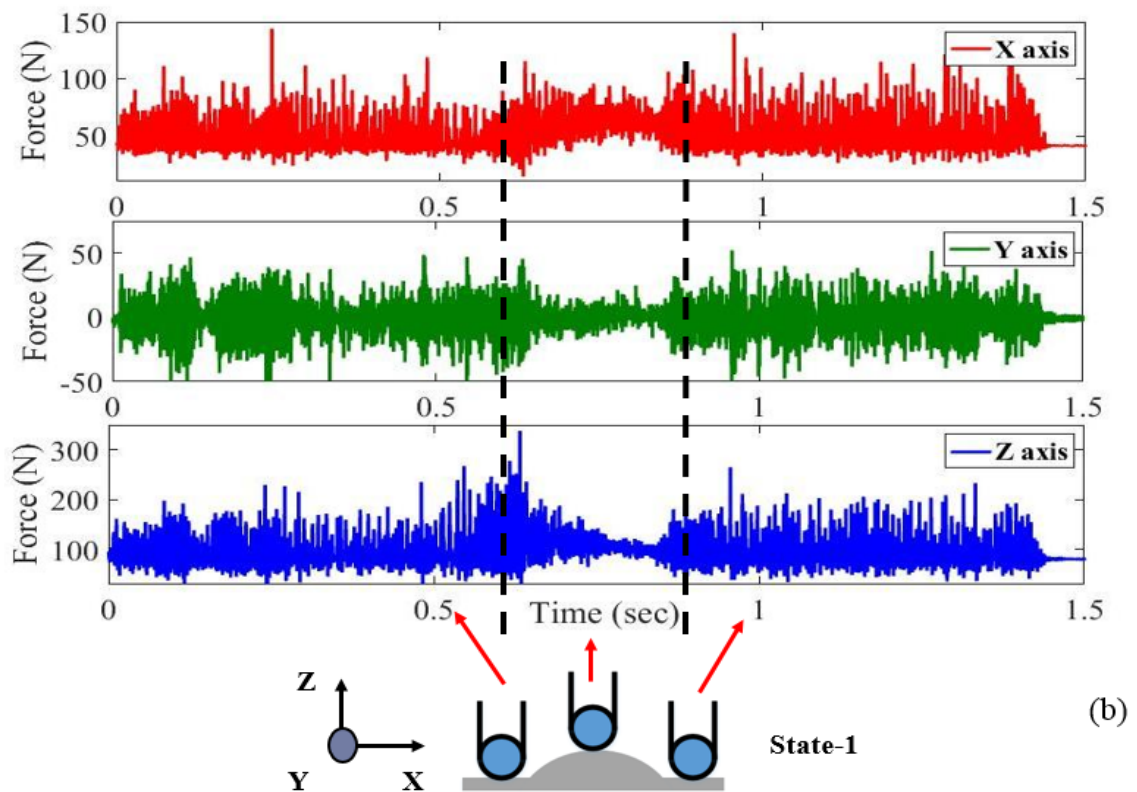 150
100
50
Force (N)
X axis
0 0.5 1 1.5
50
0
-50
Force (N)
Y axis
0 0.5 1 1.5
300
200
100
Force (N)
Z axis
0 0.5 Time (sec) 1 1.5
Z
Y X
State-1
(b)